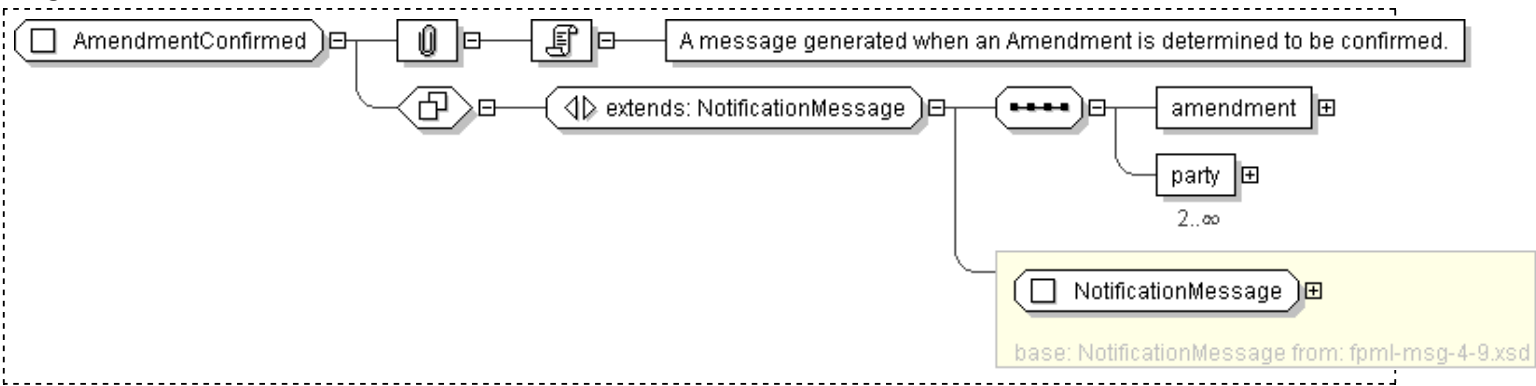 AmendmentConfirmed
A message generated when an Amendment is determined to be confirmed.
extends: NotificationMessage
amendment
party
2..∞
NotificationMessage
base: NotificationMessage from: fpml-msg-4-9.xsd